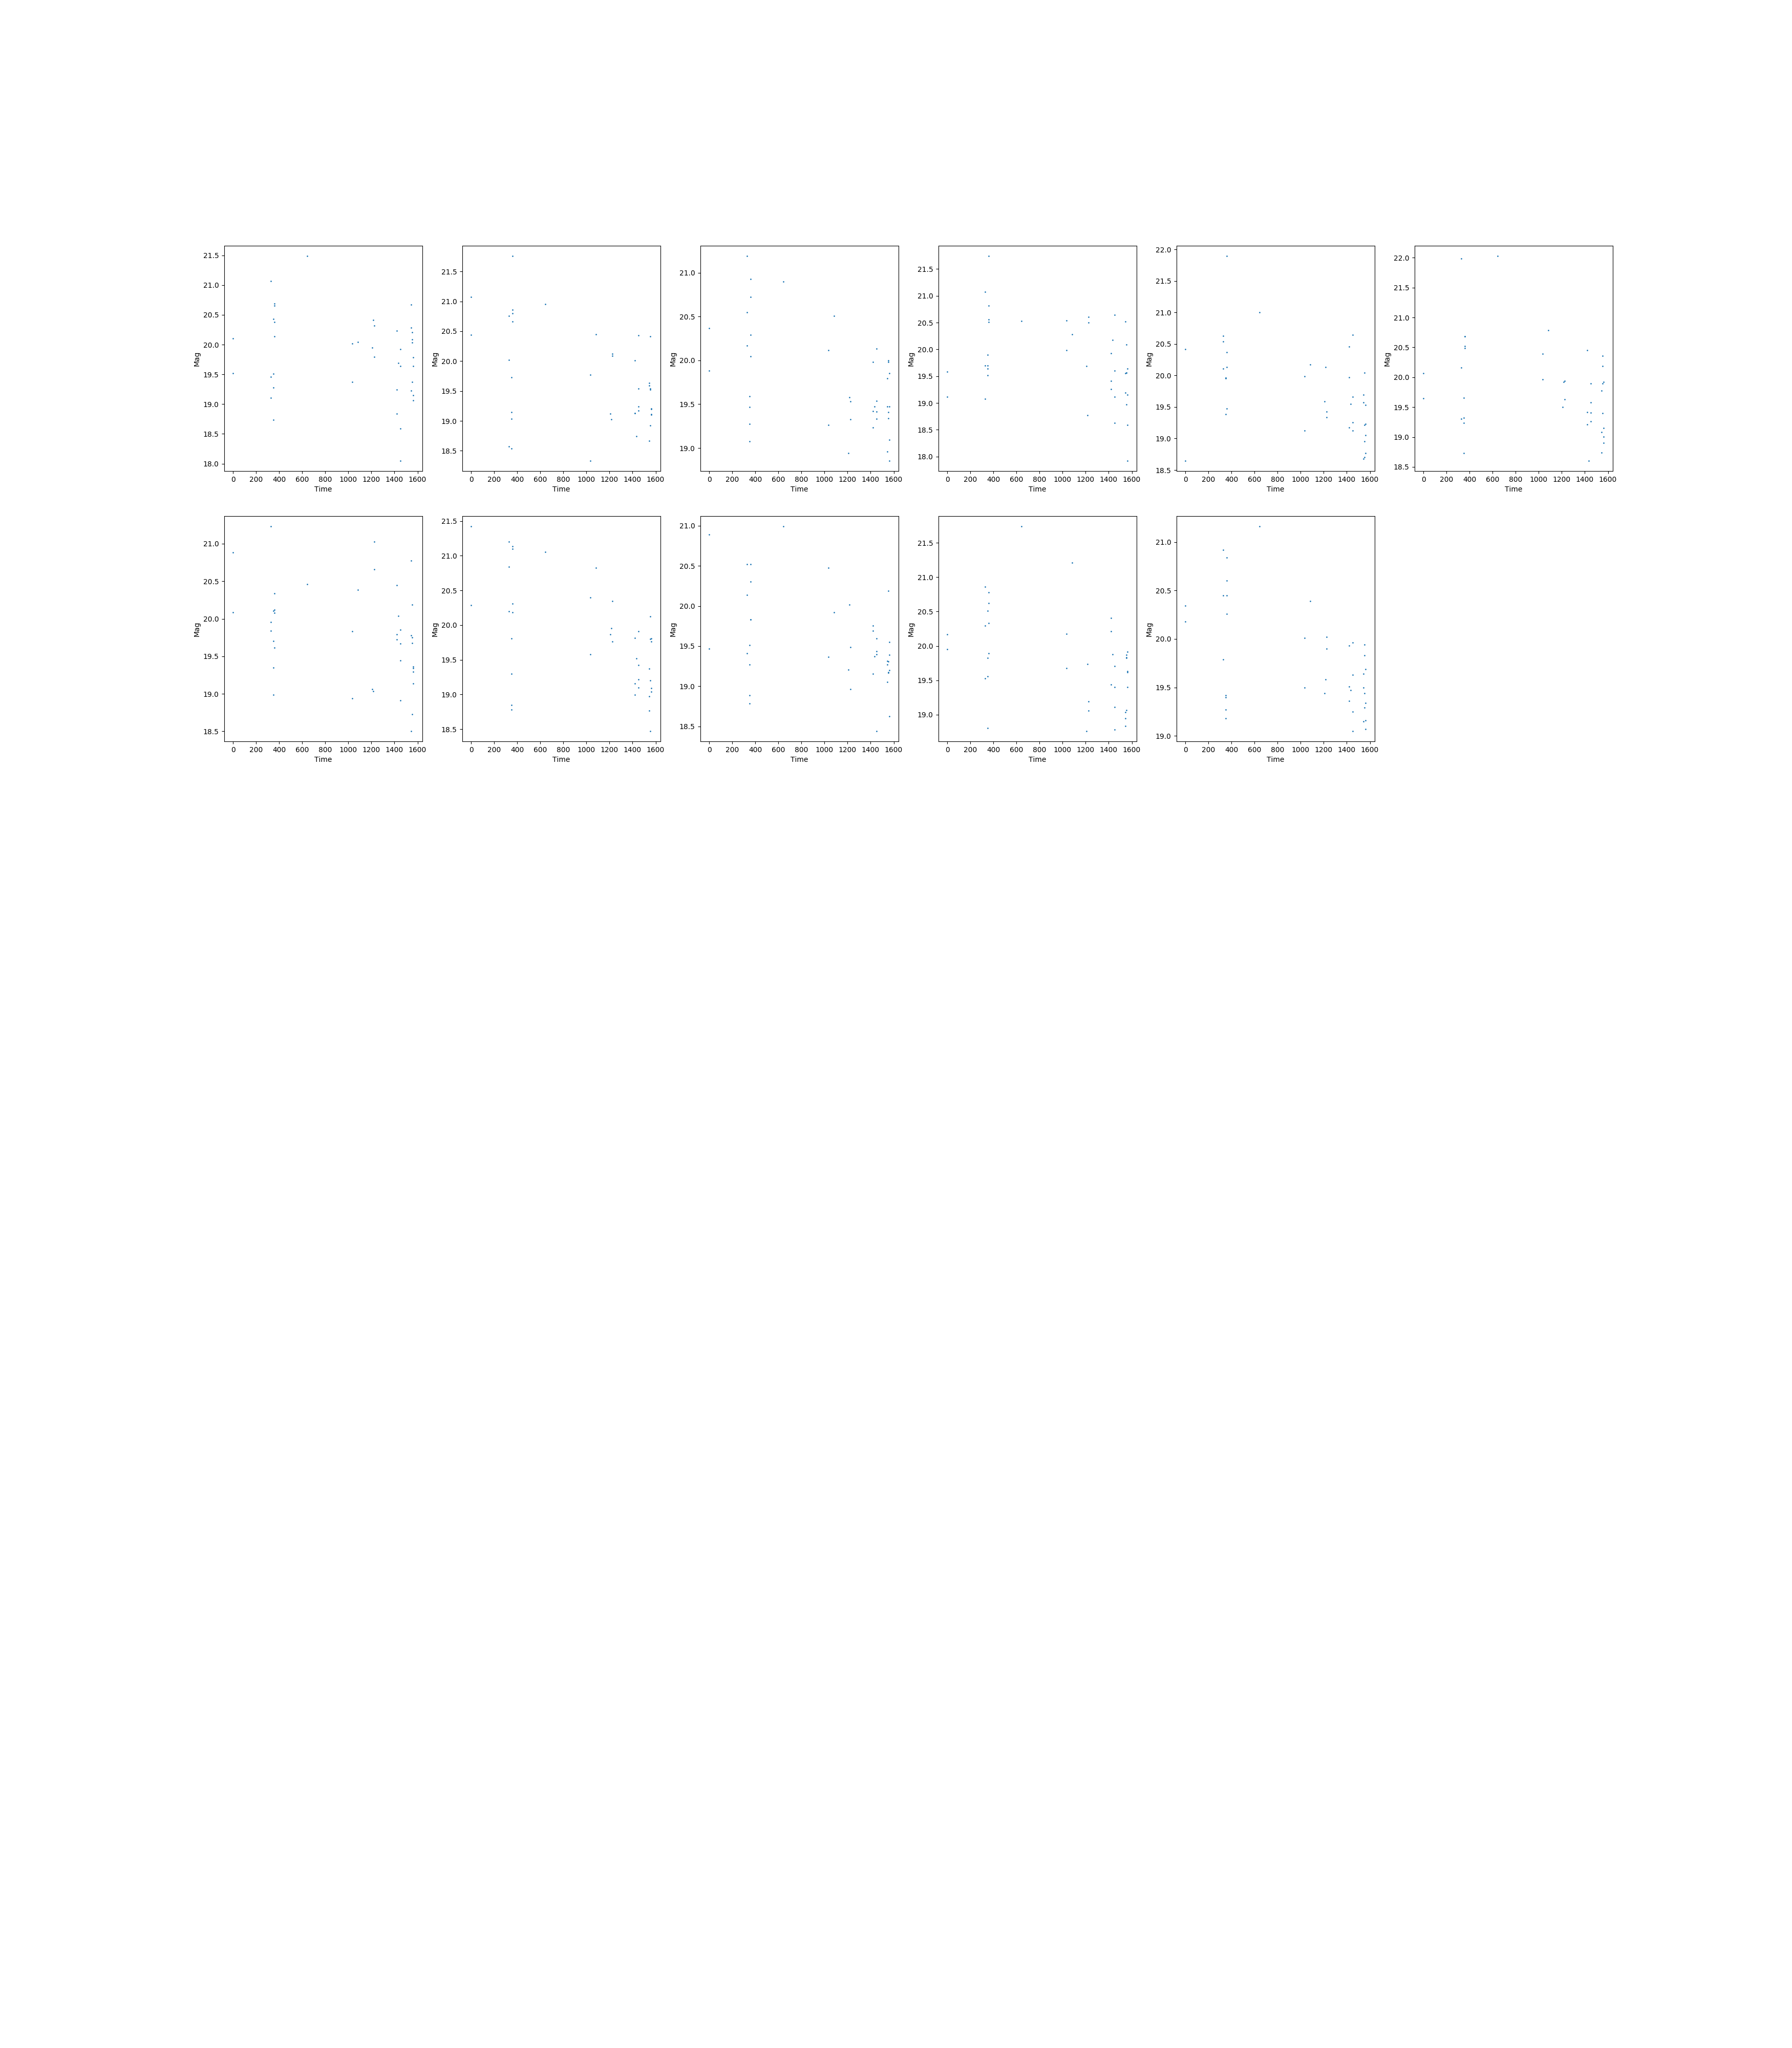 21.5 21.0 20.5 20.0 19.5 19.0 18.5 18.0 Mag
0 200 400 600 800 1000 1200 1400 1600
Time
21.5 21.0 20.5 20.0 19.5 19.0 18.5 Mag
0 200 400 600 800 1000 1200 1400 1600
Time
21.0 20.5 20.0 19.5 19.0 Mag
0 200 400 600 800 1000 1200 1400 1600
Time
21.5 21.0 20.5 20.0 19.5 19.0 18.5 18.0 Mag
0 200 400 600 800 1000 1200 1400 1600
Time
22.0 21.5 21.0 20.5 20.0 19.5 19.0 18.5 Mag
0 200 400 600 800 1000 1200 1400 1600
Time
22.0 21.5 21.0 20.5 20.0 19.5 19.0 18.5 Mag
0 200 400 600 800 1000 1200 1400 1600
Time
21.0 20.5 20.0 19.5 19.0 18.5 Mag
0 200 400 600 800 1000 1200 1400 1600
Time
21.5 21.0 20.5 20.0 19.5 19.0 18.5 Mag
0 200 400 600 800 1000 1200 1400 1600
Time
21.0 20.5 20.0 19.5 19.0 18.5 Mag
0 200 400 600 800 1000 1200 1400 1600
Time
21.5 21.0 20.5 20.0 19.5 19.0 Mag
0 200 400 600 800 1000 1200 1400 1600
Time
21.0 20.5 20.0 19.5 19.0 Mag
0 200 400 600 800 1000 1200 1400 1600
Time